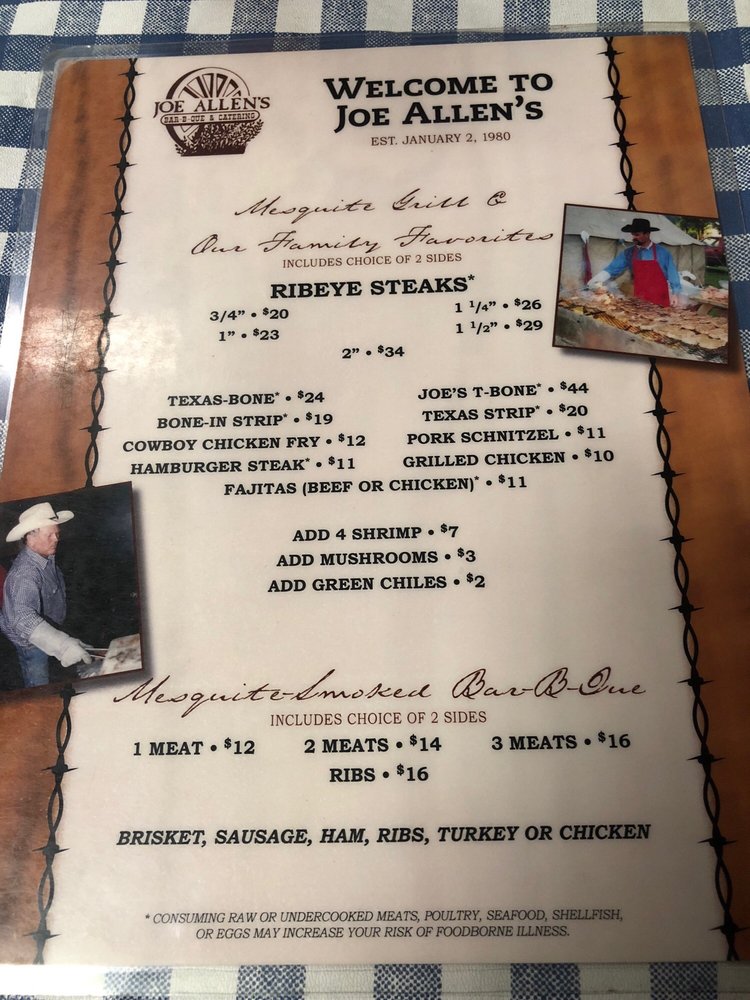 JOE ALLEN'S
BAR-B-QUE & CATERING
WELCOME TO
JOE ALLEN'S
EST. JANUARY 2, 1980
Mesquite Grill &
Our Family Favorites
INCLUDES CHOICE OF 2 SIDES
RIBEYE STEAKS*
3/4" • $20 1 1/4" • $26
1" • $23 1 1/2" • $29
2" • $34
TEXAS-BONE* • $24 JOE'S T-BONE* • $44
BONE-IN STRIP* • $19 TEXAS STRIP* • $20
COWBOY CHICKEN FRY • $12 PORK SCHNITZEL • $11
HAMBURGER STEAK* • $11 GRILLED CHICKEN • $10
FAJITAS (BEEF OR CHICKEN)* • $11
ADD 4 SHRIMP • $7
ADD MUSHROOMS • $3
ADD GREEN CHILES • $2
Mesquite-Smoked Bar-B-Que
INCLUDES CHOICE OF 2 SIDES
1 MEAT • $12 2 MEATS • $14 3 MEATS • $16
RIBS • $16
BRISKET, SAUSAGE, HAM, RIBS, TURKEY OR CHICKEN
* CONSUMING RAW OR UNDERCOOKED MEATS, POULTRY, SEAFOOD, SHELLFISH,
OR EGGS MAY INCREASE YOUR RISK OF FOODBORNE ILLNESS.